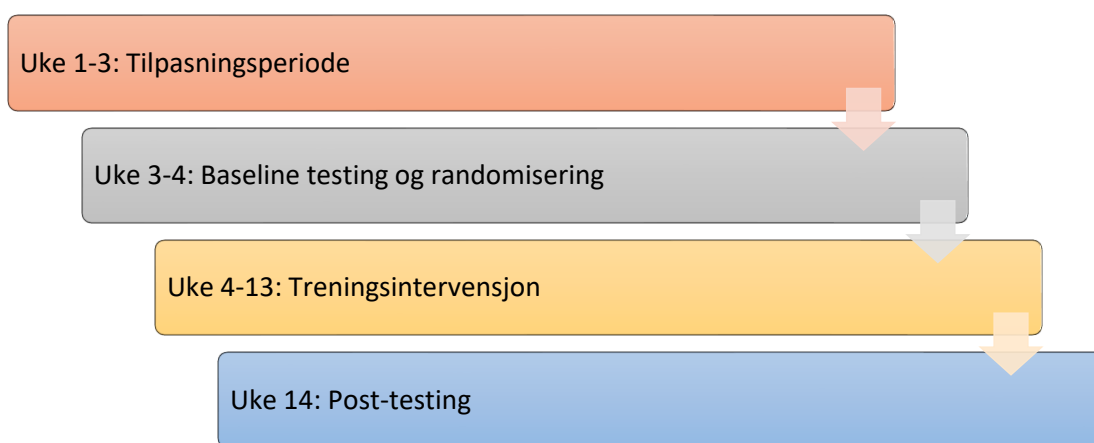 Uke 1-3: Tilpasningsperiode
Uke 3-4: Baseline testing og randomisering
Uke 4-13: Treningsintervensjon
Uke 14: Post-testing